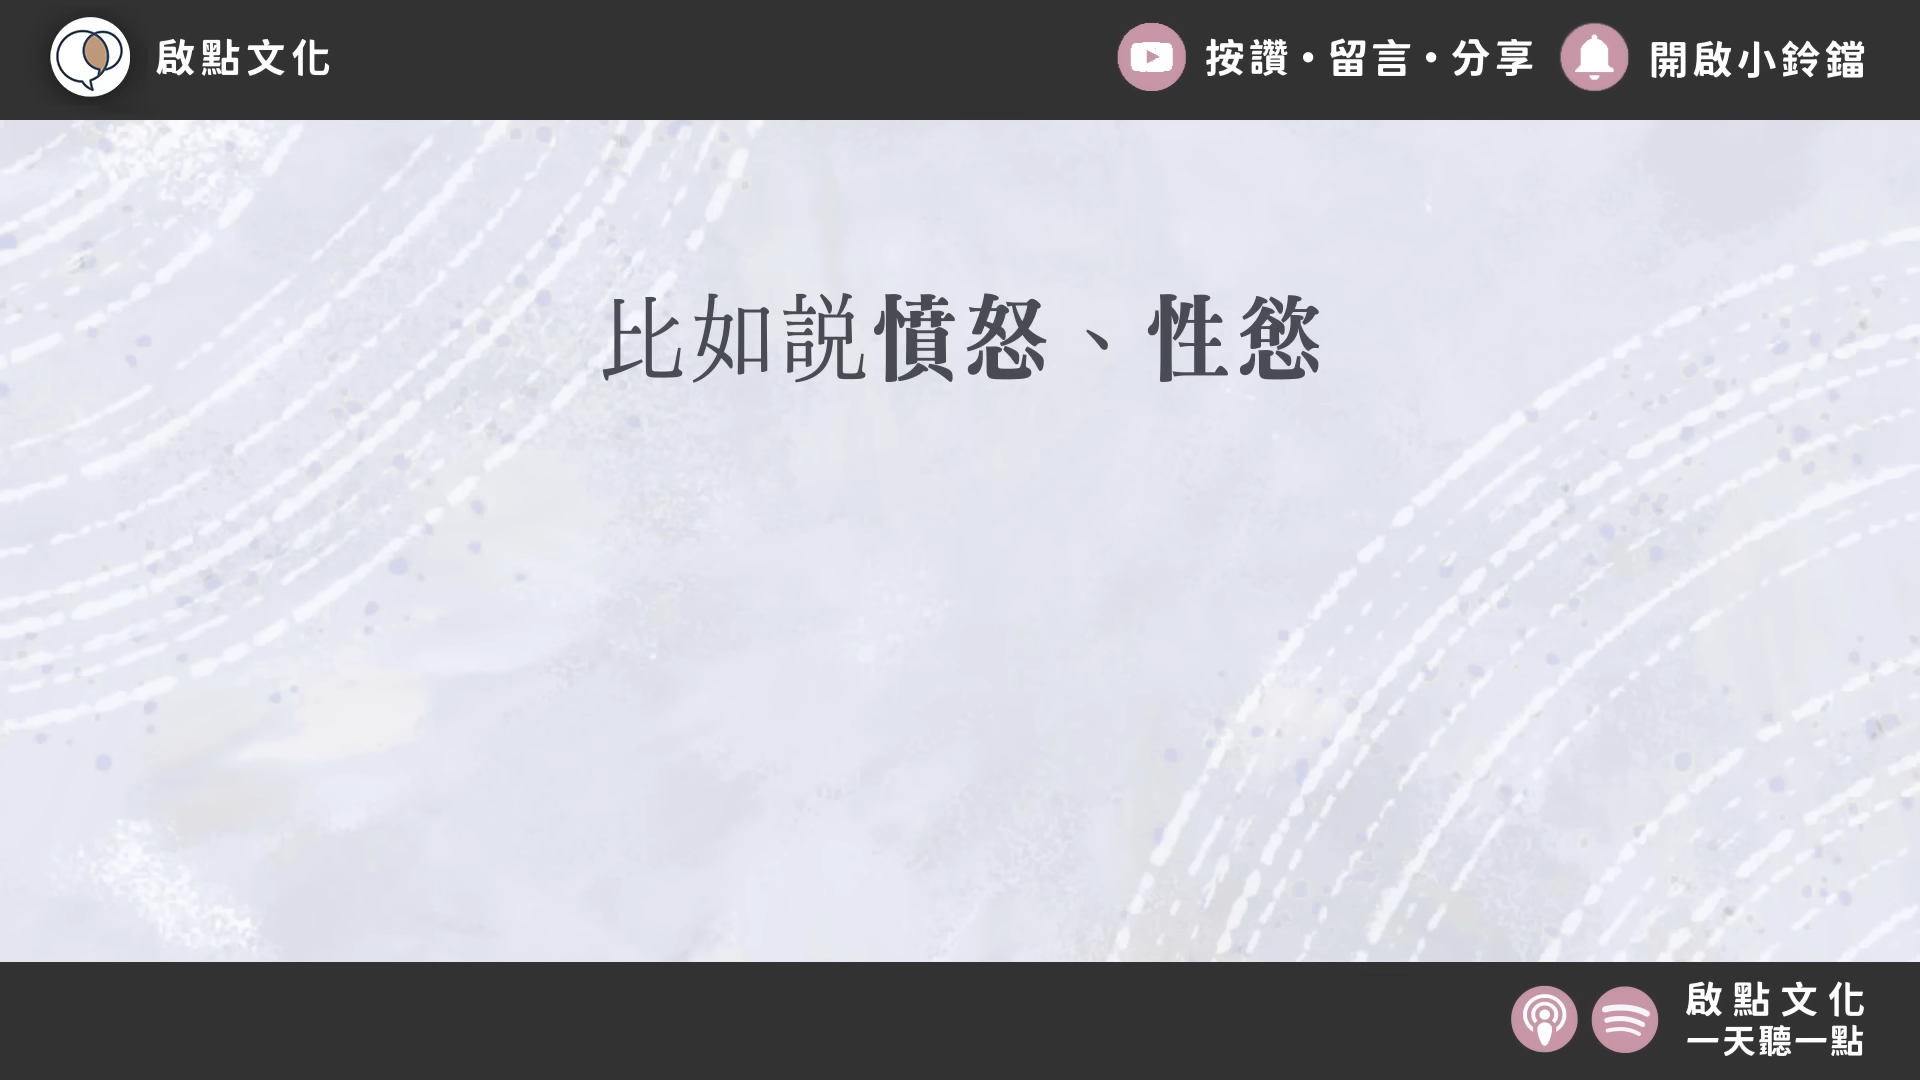 啟點文化
按讚•留言•分享
開啟小鈴鐺
比如説憤怒、性慾
啟點文化
一天聽一點